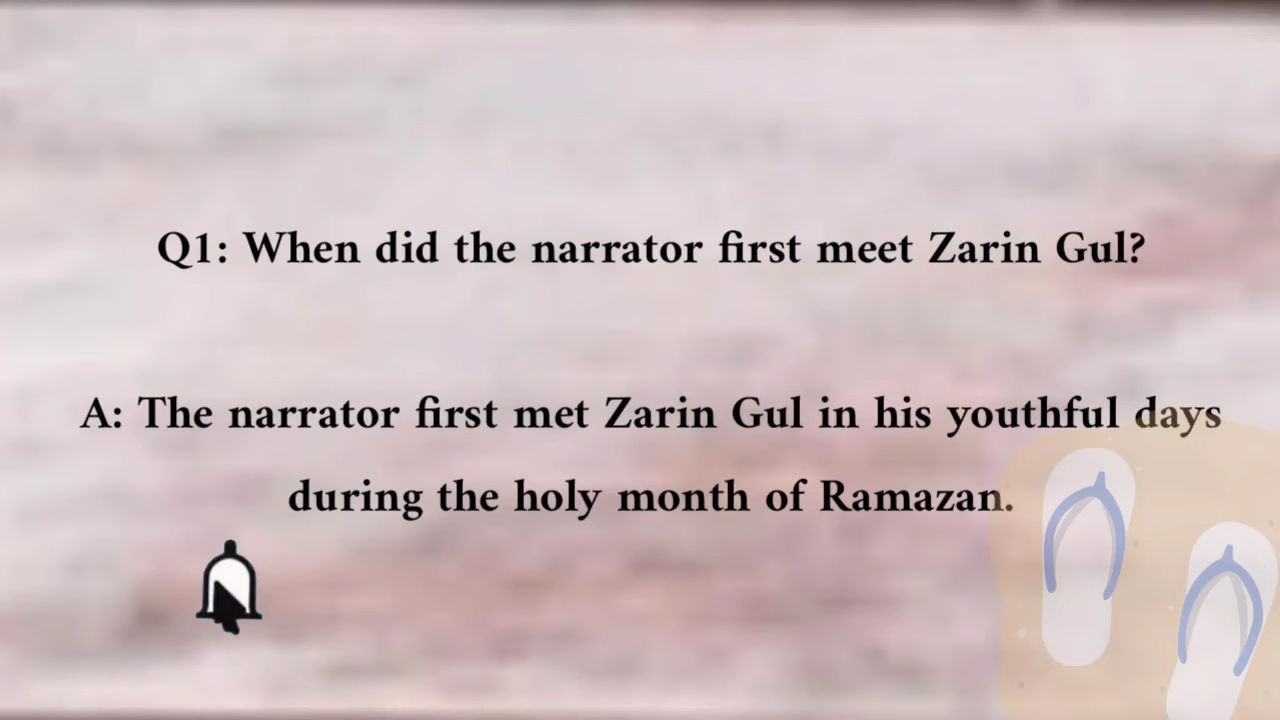 Q1: When did the narrator first meet Zarin Gul?
A: The narrator first met Zarin Gul in his youthful days
during the holy month of Ramazan.